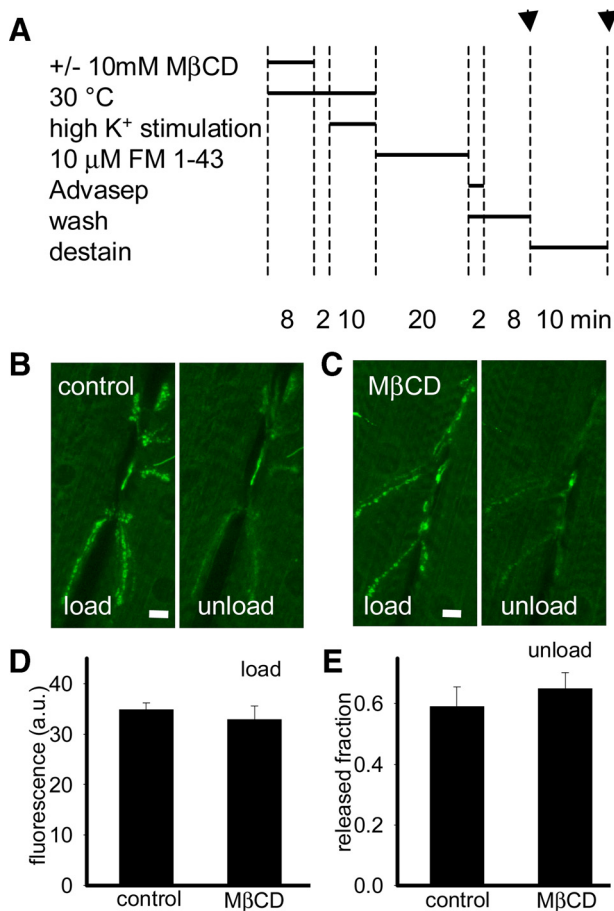 A
+/- 10mM MβCD
30 °C
high K⁺ stimulation
10 μM FM 1-43
Advasep
wash
destain
8 2 10 20 2 8 10 min
B
control
load
unload
C
MβCD
load
unload
D
load
fluorescence (a.u.)
40
30
20
10
0
control
MβCD
E
unload
released fraction
0.6
0.4
0.2
0.0
control
MβCD